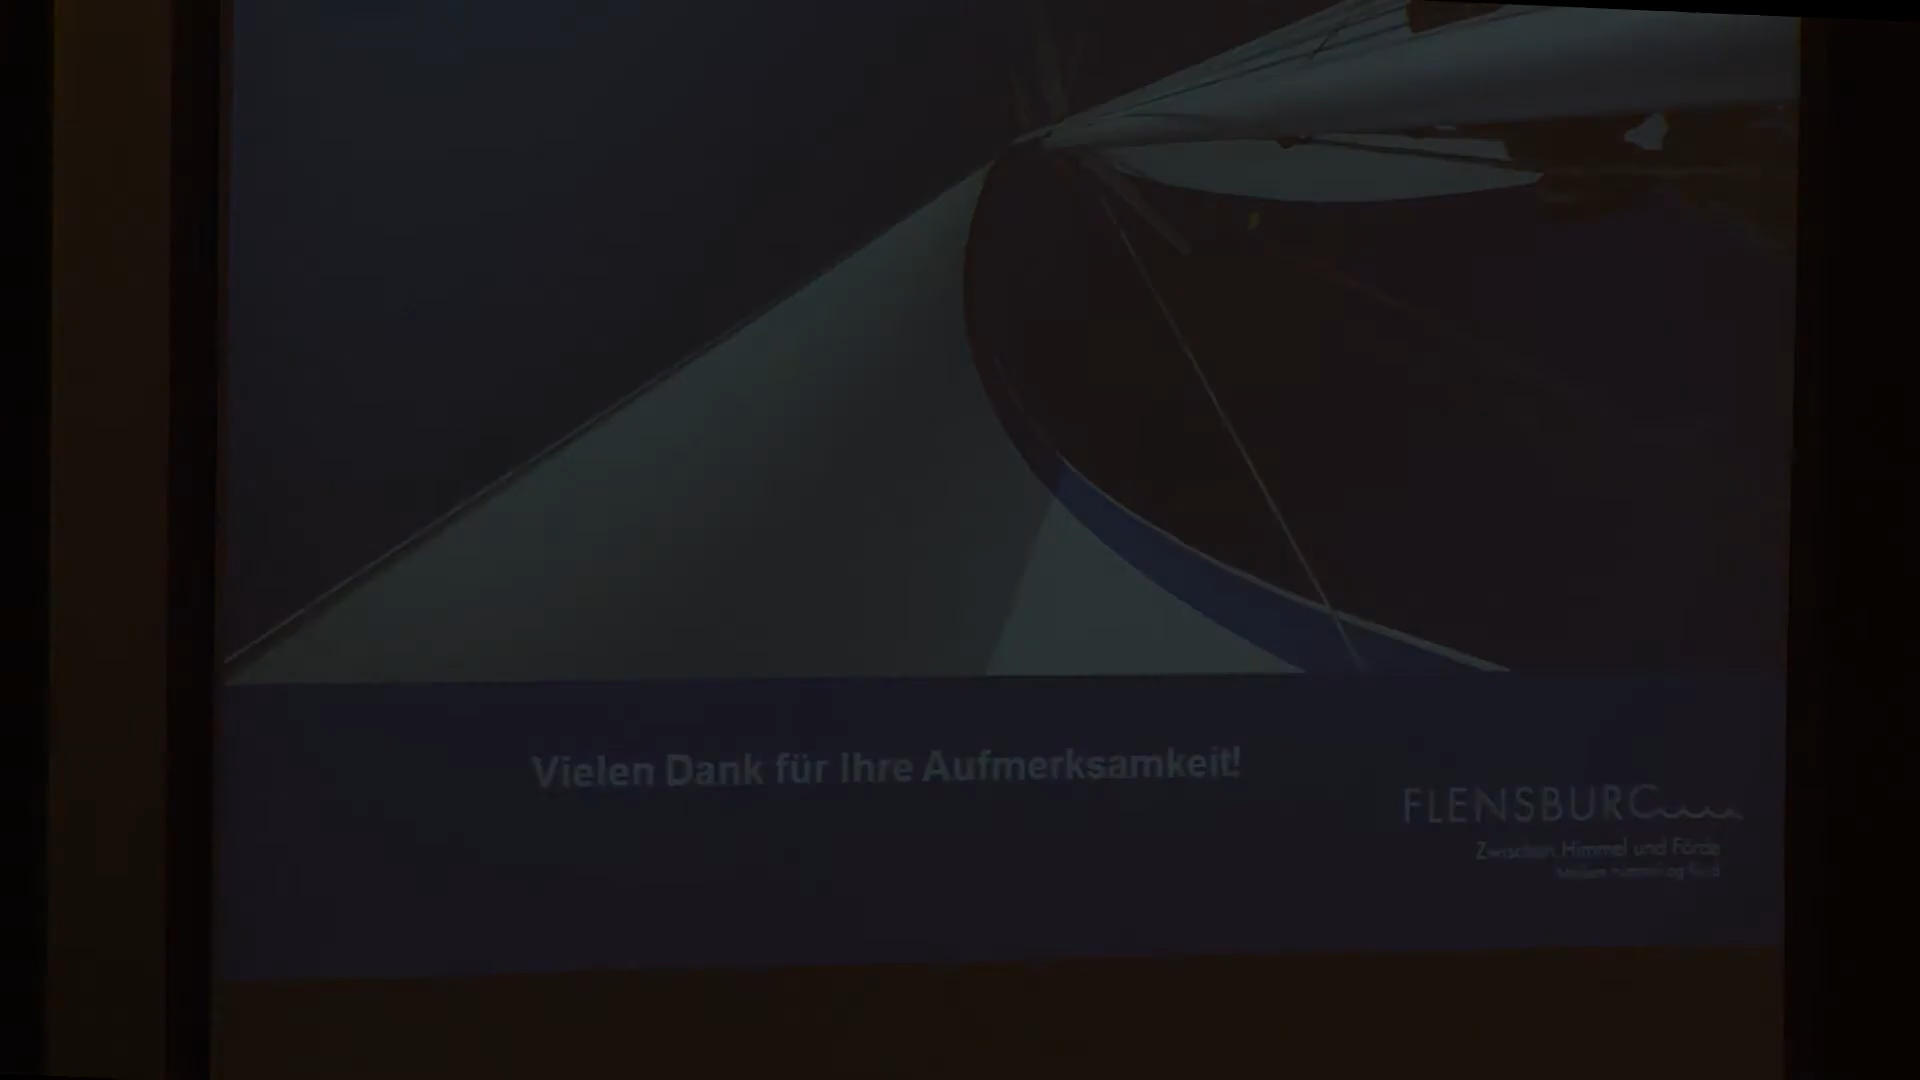 Vielen Dank für Ihre Aufmerksamkeit!
FLENSBURG
Zwischen Himmel und Förde